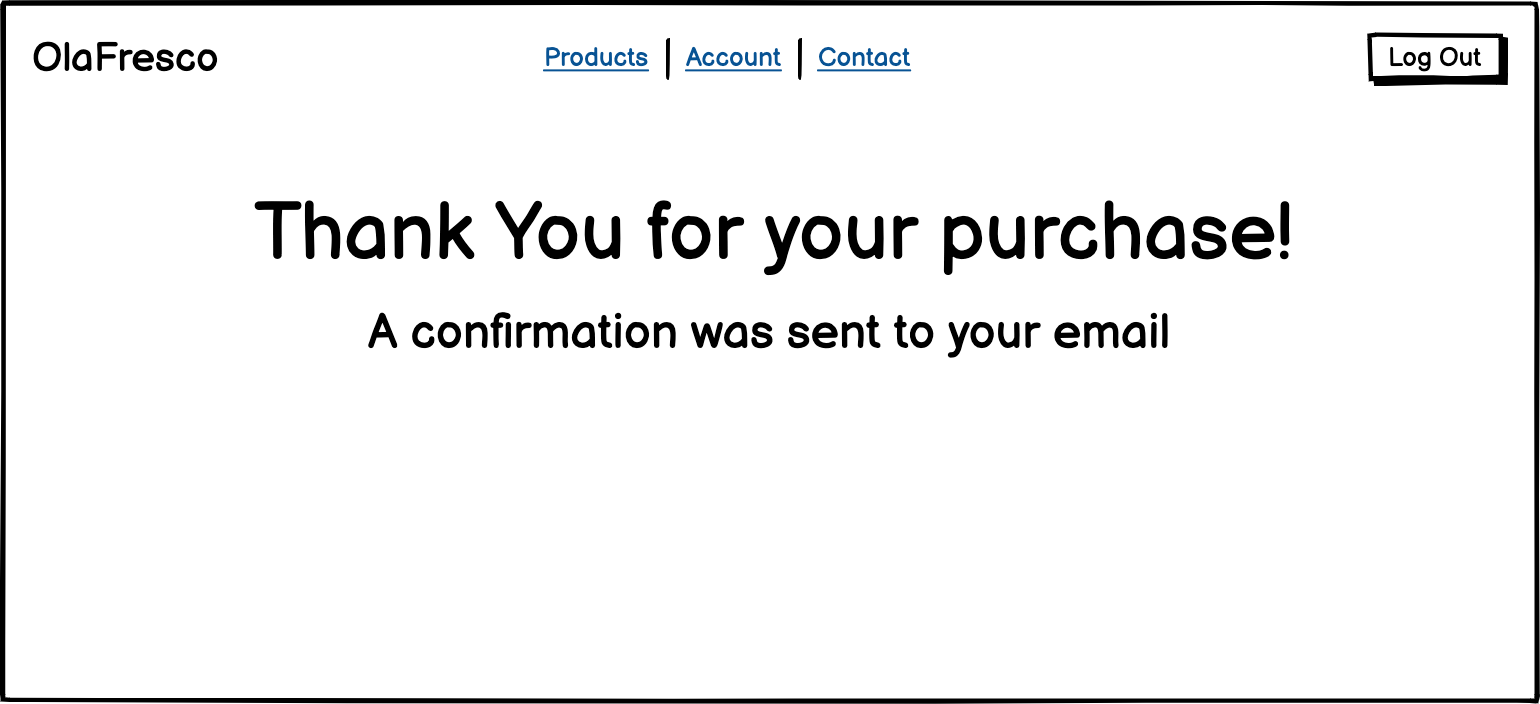 OlaFresco
Products | Account | Contact
Log Out
Thank You for your purchase!
A confirmation was sent to your email